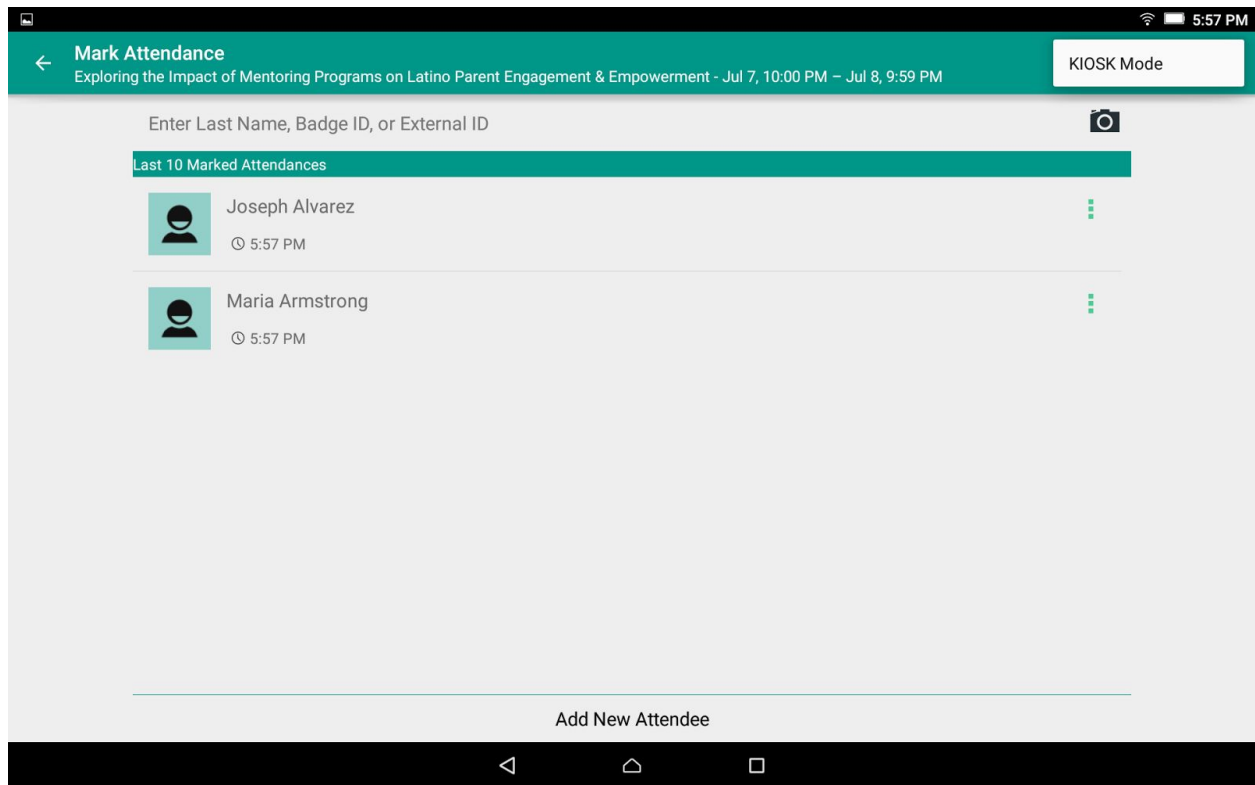 5:57 PM
Mark Attendance
Exploring the Impact of Mentoring Programs on Latino Parent Engagement & Empowerment - Jul 7, 10:00 PM – Jul 8, 9:59 PM
KIOSK Mode
Enter Last Name, Badge ID, or External ID
Last 10 Marked Attendances
Joseph Alvarez
5:57 PM
Maria Armstrong
5:57 PM
Add New Attendee